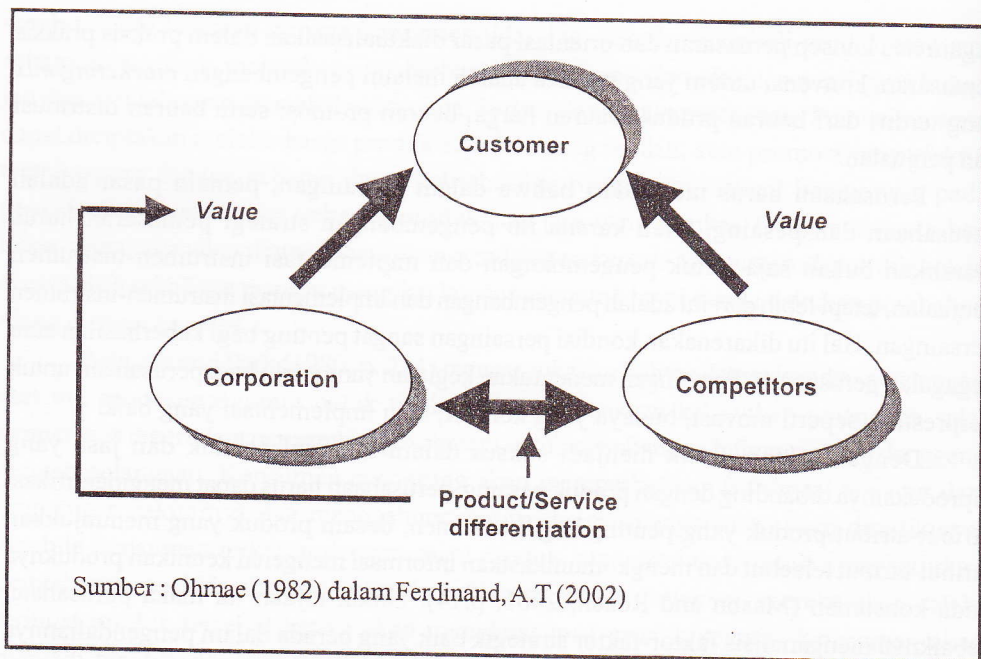 Customer
Value
Value
Corporation
Competitors
Product/Service
differentiation
Sumber : Ohmae (1982) dalam Ferdinand, A.T (2002)